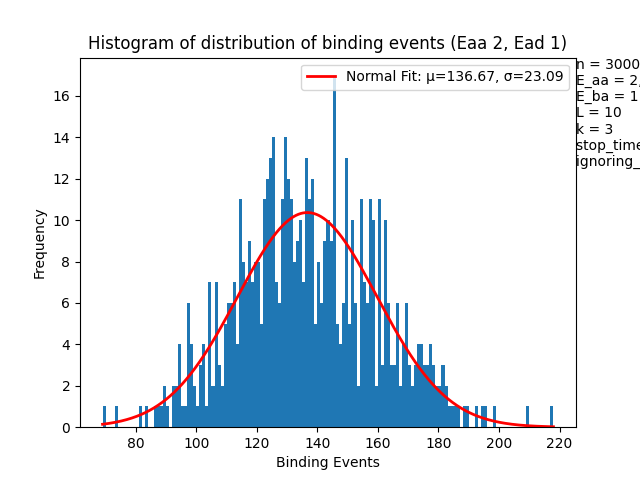 Histogram of distribution of binding events (Eaa 2, Ead 1)
Normal Fit: μ=136.67, σ=23.09
n = 3000
E_aa = 2,
E_ba = 1
L = 10
k = 3
stop_time
ignoring_
Frequency
16
14
12
10
8
6
4
2
0
80 100 120 140 160 180 200 220
Binding Events